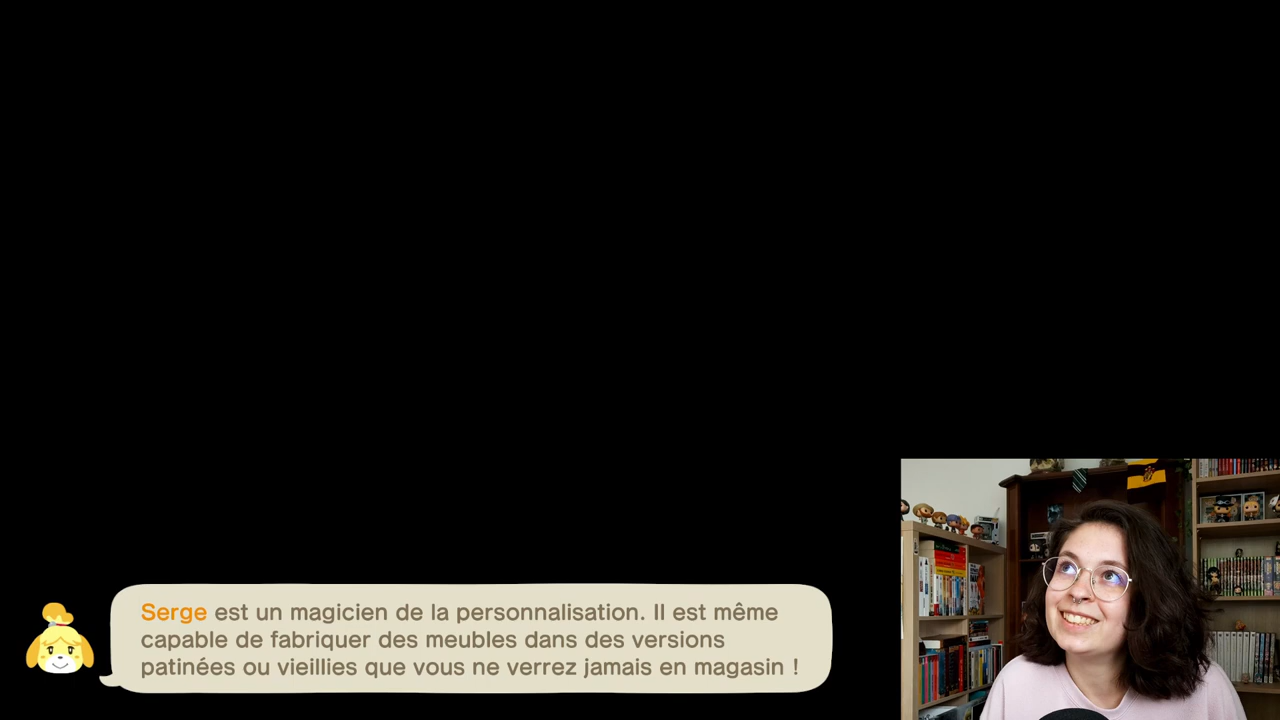 Serge est un magicien de la personnalisation. Il est même
capable de fabriquer des meubles dans des versions
patinées ou vieillies que vous ne verrez jamais en magasin !